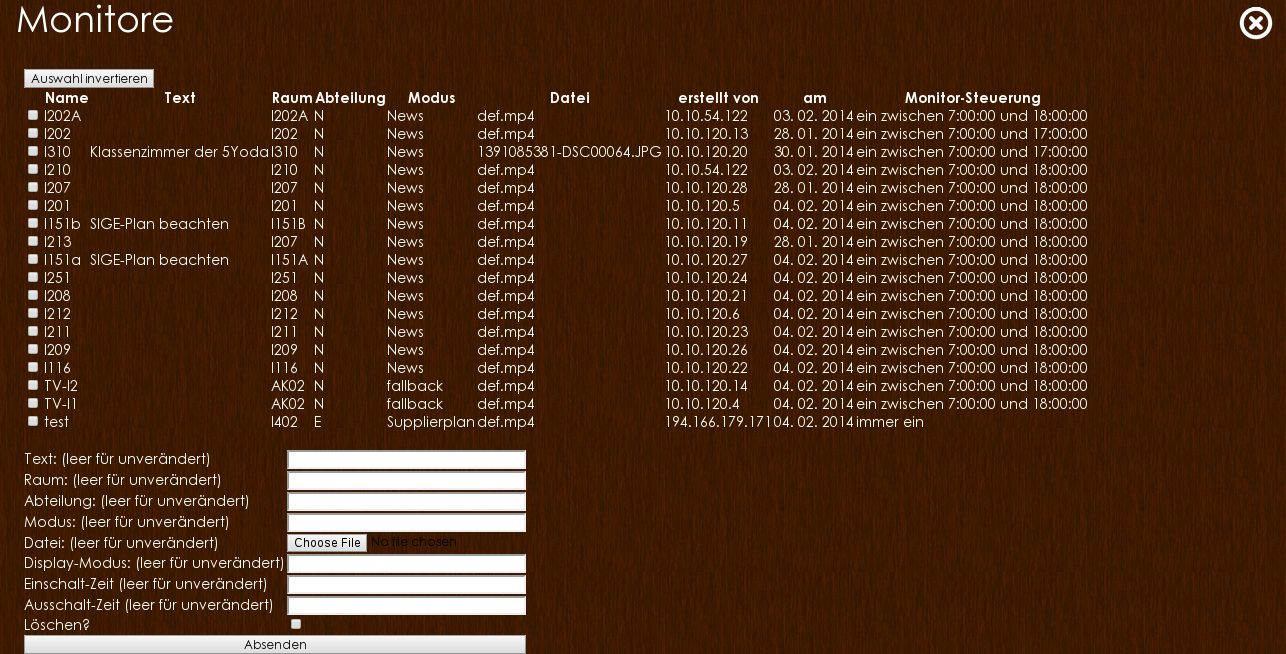 Monitore
Auswahl invertieren
Name Text Raum Abteilung Modus Datei erstellt von am Monitor-Steuerung
I202A I202A N News def.mp4 10.10.54.122 03. 02. 2014 ein zwischen 7:00:00 und 18:00:00
I202 I202 N News def.mp4 10.10.120.13 28. 01. 2014 ein zwischen 7:00:00 und 17:00:00
I310 Klassenzimmer der 5Yoda I310 N News 1391085381-DSC00064.JPG 10.10.120.20 30. 01. 2014 ein zwischen 7:00:00 und 17:00:00
I210 I210 N News def.mp4 10.10.54.122 03. 02. 2014 ein zwischen 7:00:00 und 18:00:00
I207 I207 N News def.mp4 10.10.120.28 28. 01. 2014 ein zwischen 7:00:00 und 18:00:00
I201 I201 N News def.mp4 10.10.120.5 04. 02. 2014 ein zwischen 7:00:00 und 18:00:00
I151b SIGE-Plan beachten I151B N News def.mp4 10.10.120.11 04. 02. 2014 ein zwischen 7:00:00 und 18:00:00
I213 I207 N News def.mp4 10.10.120.19 28. 01. 2014 ein zwischen 7:00:00 und 18:00:00
I151a SIGE-Plan beachten I151A N News def.mp4 10.10.120.27 04. 02. 2014 ein zwischen 7:00:00 und 18:00:00
I251 I251 N News def.mp4 10.10.120.24 04. 02. 2014 ein zwischen 7:00:00 und 18:00:00
I208 I208 N News def.mp4 10.10.120.21 04. 02. 2014 ein zwischen 7:00:00 und 18:00:00
I212 I212 N News def.mp4 10.10.120.6 04. 02. 2014 ein zwischen 7:00:00 und 18:00:00
I211 I211 N News def.mp4 10.10.120.23 04. 02. 2014 ein zwischen 7:00:00 und 18:00:00
I209 I209 N News def.mp4 10.10.120.26 04. 02. 2014 ein zwischen 7:00:00 und 18:00:00
I116 I116 N News def.mp4 10.10.120.22 04. 02. 2014 ein zwischen 7:00:00 und 18:00:00
TV-I2 AK02 N fallback def.mp4 10.10.120.14 04. 02. 2014 ein zwischen 7:00:00 und 18:00:00
TV-I1 AK02 N fallback def.mp4 10.10.120.4 04. 02. 2014 ein zwischen 7:00:00 und 18:00:00
test I402 E Supplierplan def.mp4 194.166.179.171 04. 02. 2014 immer ein
Text: (leer für unverändert)
Raum: (leer für unverändert)
Abteilung: (leer für unverändert)
Modus: (leer für unverändert)
Datei: (leer für unverändert) Choose File No file chosen
Display-Modus: (leer für unverändert)
Einschalt-Zeit (leer für unverändert)
Ausschalt-Zeit (leer für unverändert)
Löschen?
Absenden